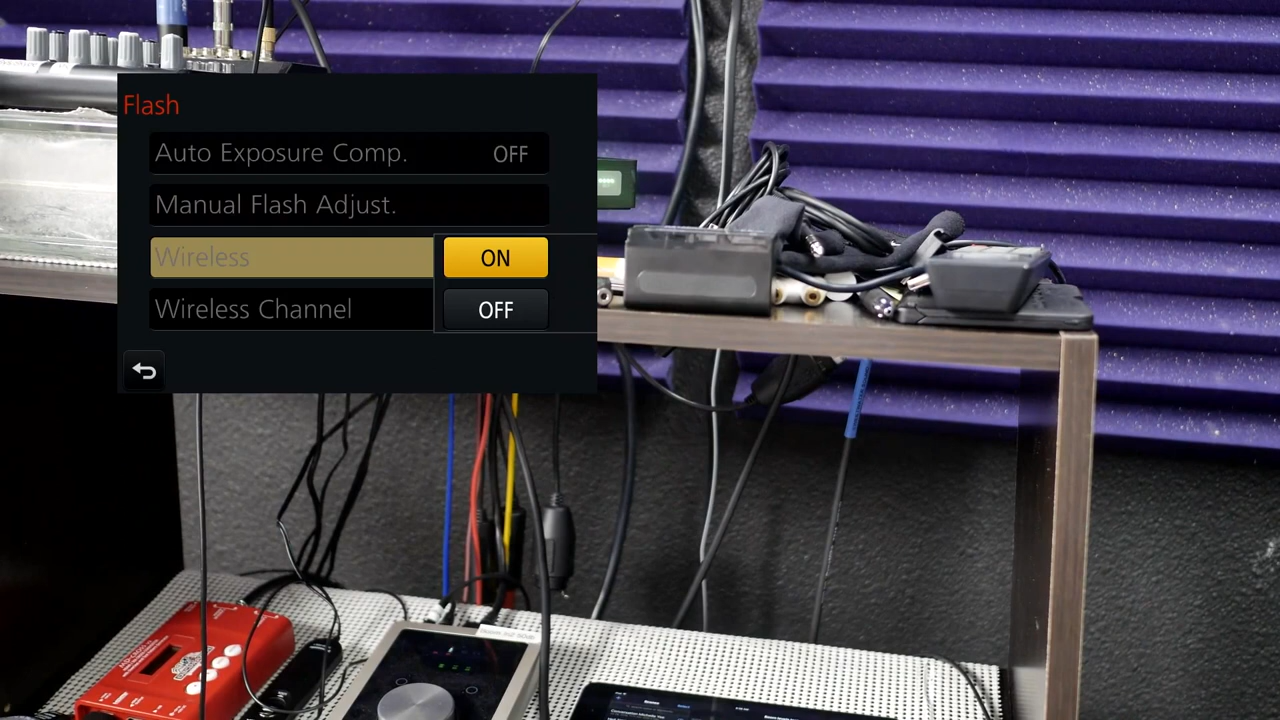 Flash
Auto Exposure Comp. OFF
Manual Flash Adjust.
Wireless ON
Wireless Channel OFF